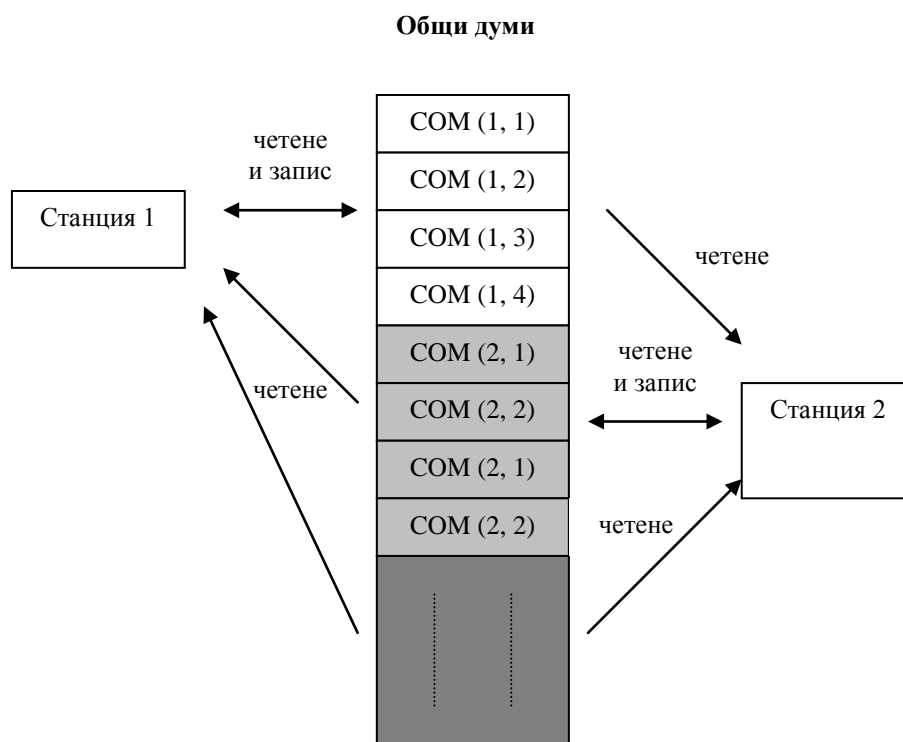 Общи думи
COM (1, 1)
четене
и запис
COM (1, 2)
Станция 1
COM (1, 3)
четене
COM (1, 4)
COM (2, 1)
четене
и запис
четене
COM (2, 2)
Станция 2
COM (2, 1)
COM (2, 2)
четене